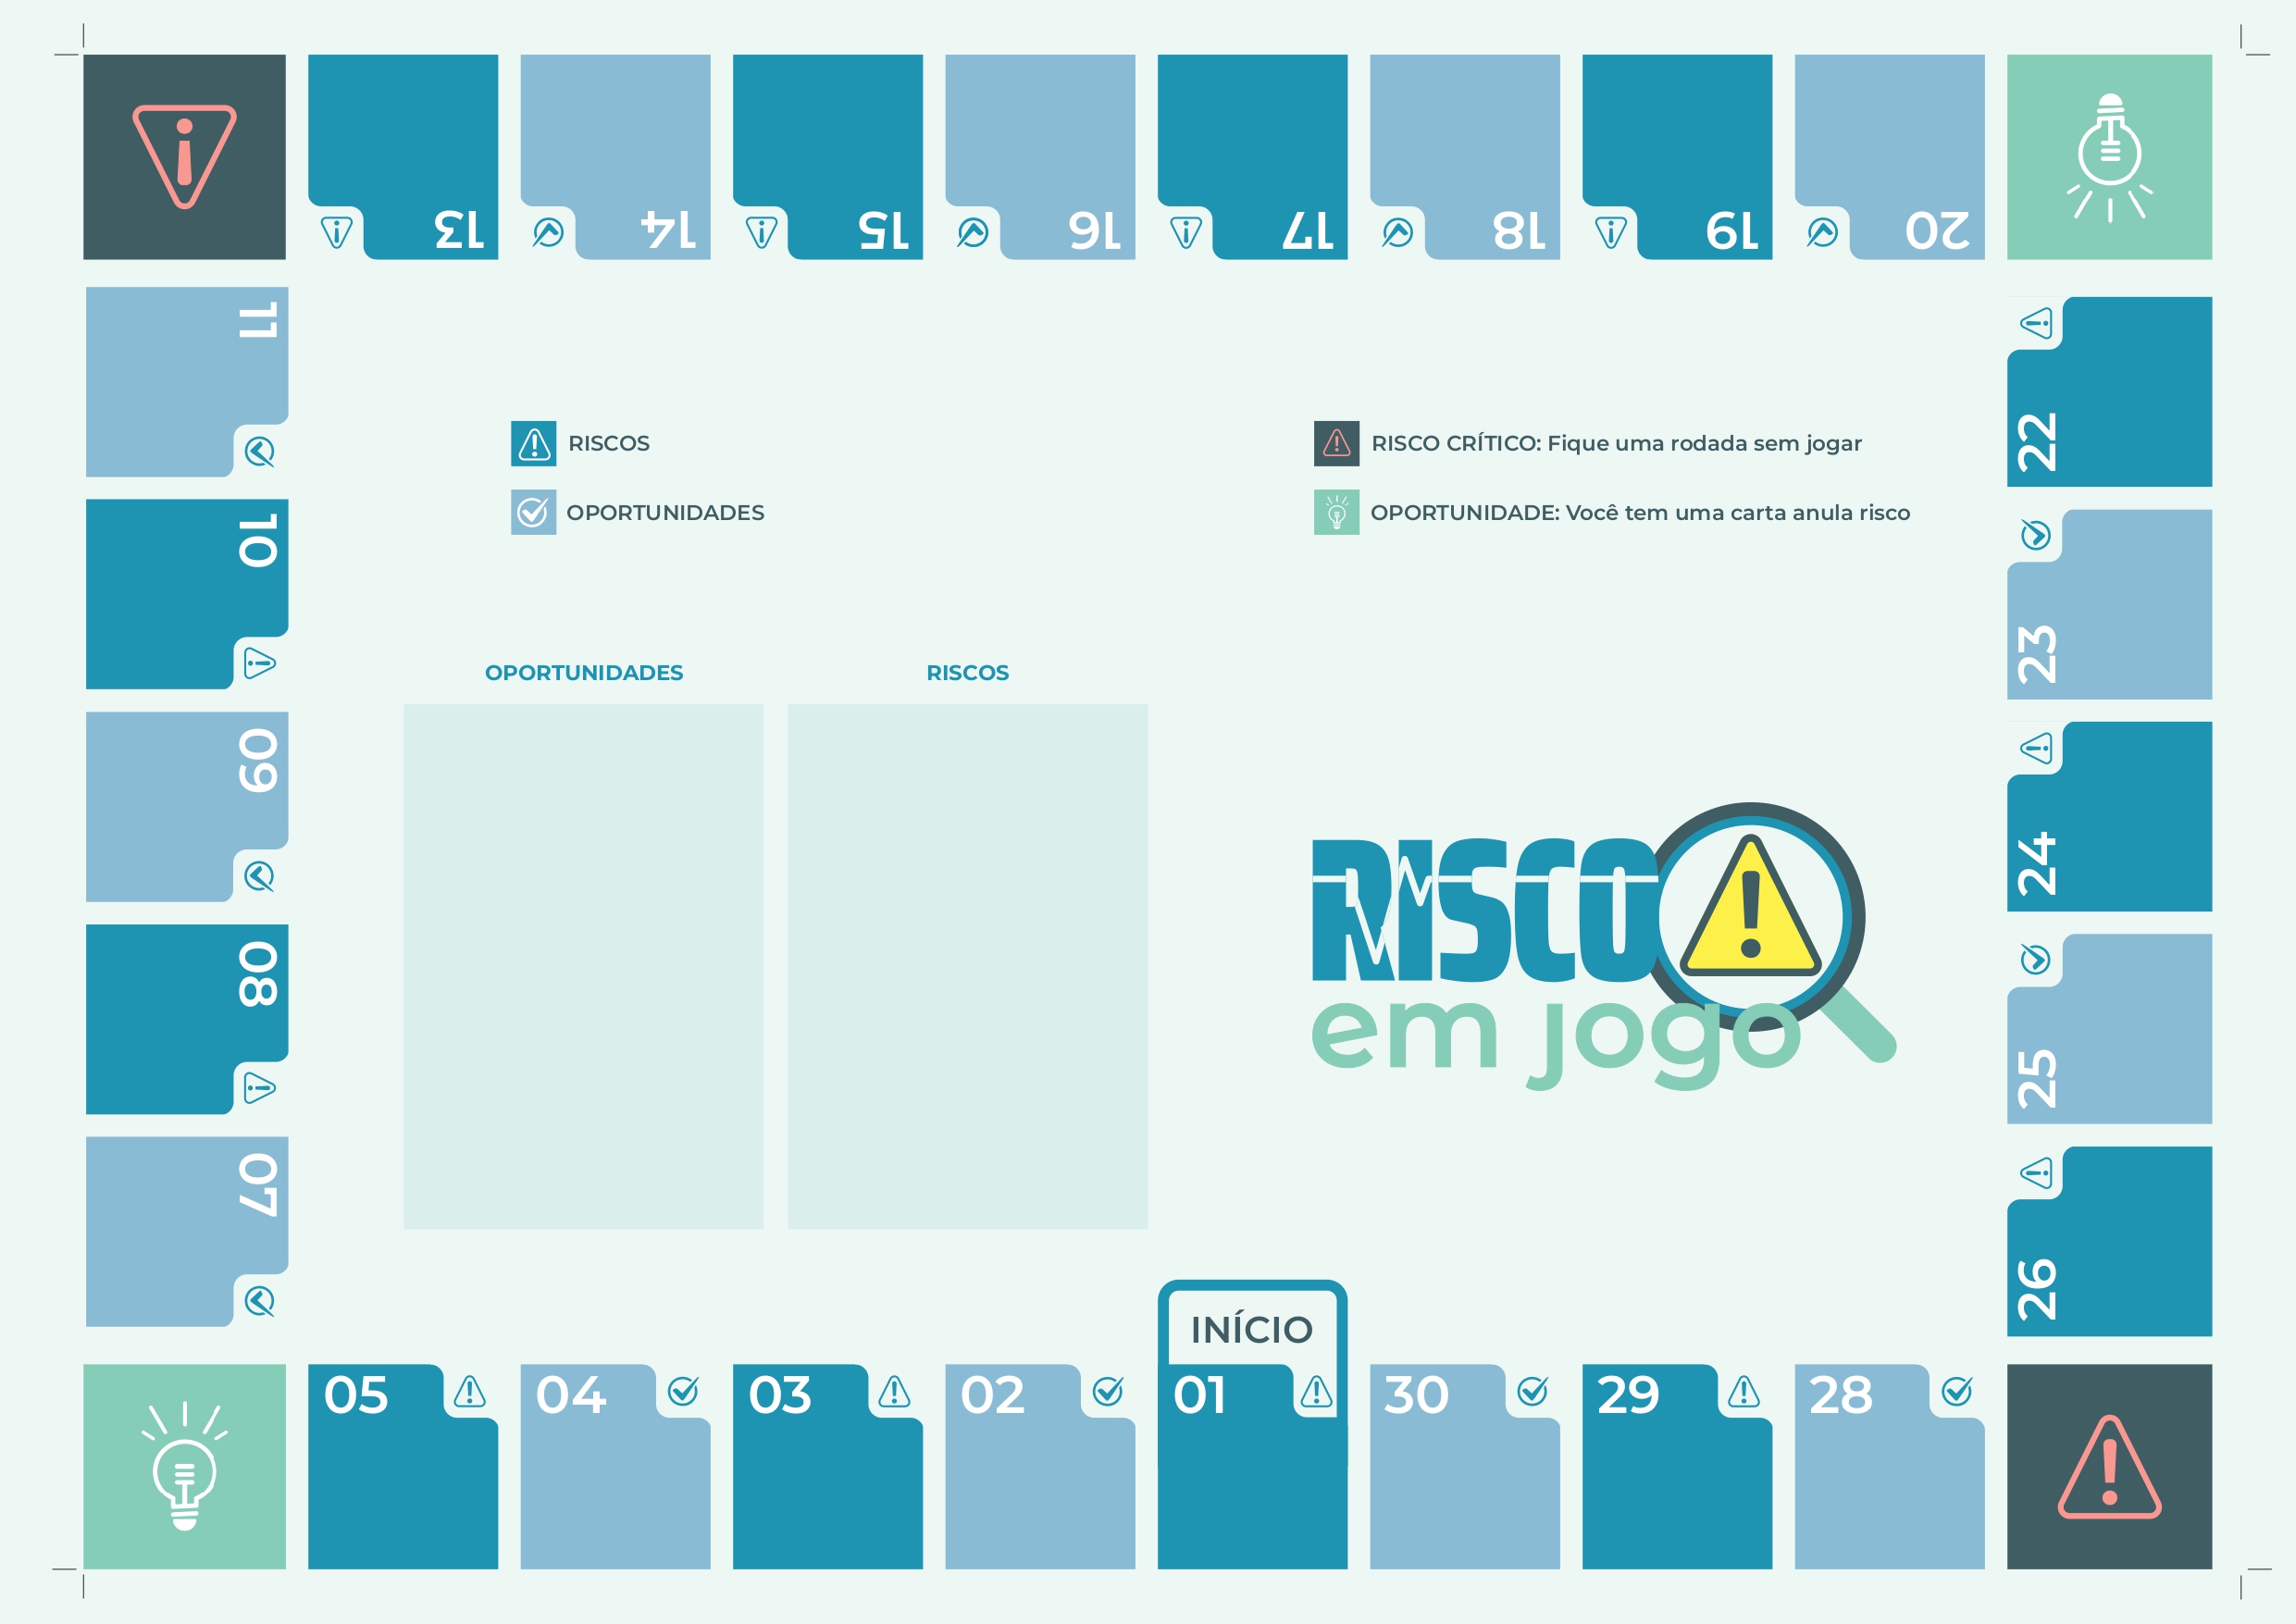 13
14
15
16
17
18
19
20
11
22
RISCOS
RISCO CRÍTICO: Fique uma rodada sem jogar
OPORTUNIDADES
OPORTUNIDADE: Você tem uma carta anula risco
10
23
OPORTUNIDADES
RISCOS
09
24
RISCO
em jogo
08
25
07
26
INÍCIO
05
04
03
02
01
30
29
28